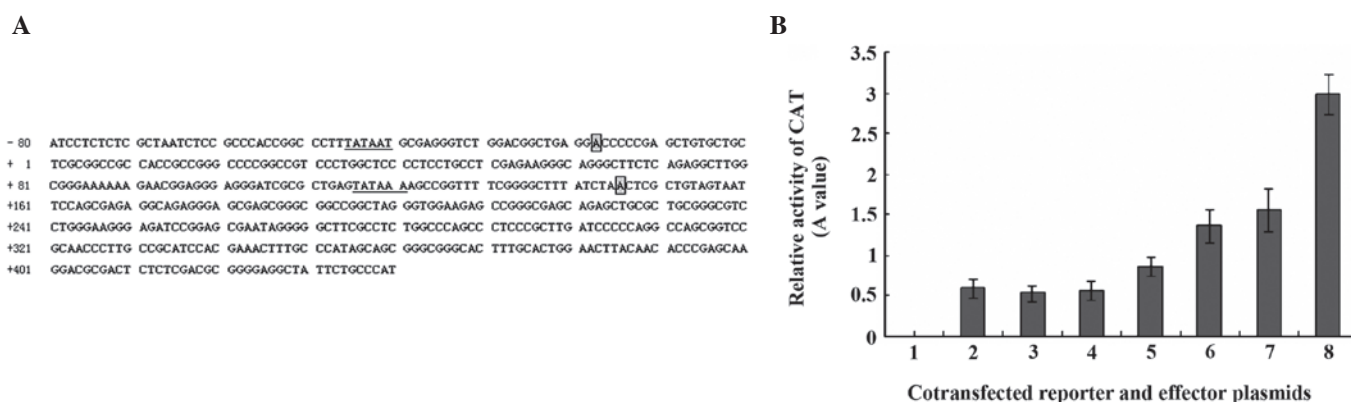 A
B
- 80 ATCCTCTCTC GCTAATCTCC GCCCACCGGC CCTTTATAAT GCGAGGGTCT GGACGGCTGAG GGACCCCCGA GCTGTGCTGC
+ 1 TCGCGGCCGC CACCGCCGGG CCCCGGCCGT CCCTGGCTCC CCTCCTGCCT CGAGAAGGGC AGGGCTTCTC AGAGGCTTGG
+ 81 CGGGAAAAAA GAACGGAGGG AGGGATCGCG CTGAGTATAA AAGCCGGTTT TCGGGGCTTT ATCTAACTCG CTGTAGTAAT
+161 TCCAGCGAGA GGCAGAGGGA GCGAGCGGGC GGCCGGCTAG GGTGGAAGAG CCGGGCGAGC AGAGCTGCGC TGCGGGCGTC
+241 CTGGGAAGGG AGATCCGGAG CGAATAGGGG GCTTCGCCTC TGGCCCAGCC CTCCCGCTTG ATCCCCCAGG CCAGCGGTCC
+321 GCAACCCTTG CCGCATCCAC GAAACTTTGC CCATAGCAGC GGGCGGGCAC TTTGCACTGG AACTTACAAC ACCCGAGCAA
+401 GGACGCGACT CTCTCGACGC GGGGAGGCTA TTCTGCCCAT
3.5
3
2.5
2
1.5
1
0.5
0
Relative activity of CAT
(A value)
1 2 3 4 5 6 7 8
Cotransfected reporter and effector plasmids